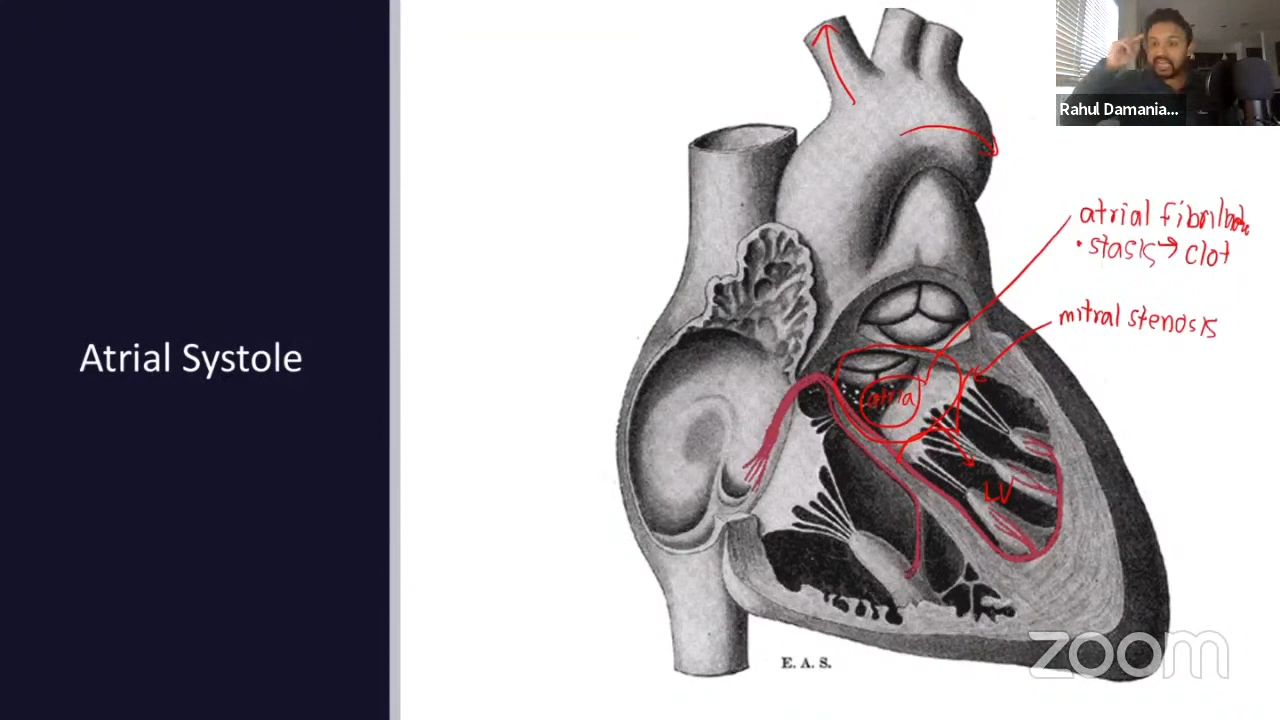 Atrial Systole
Rahul Damania...
atrial fibrillation
• stasis → clot
mitral stenosis
atria
LV
E. A. S.
zoom